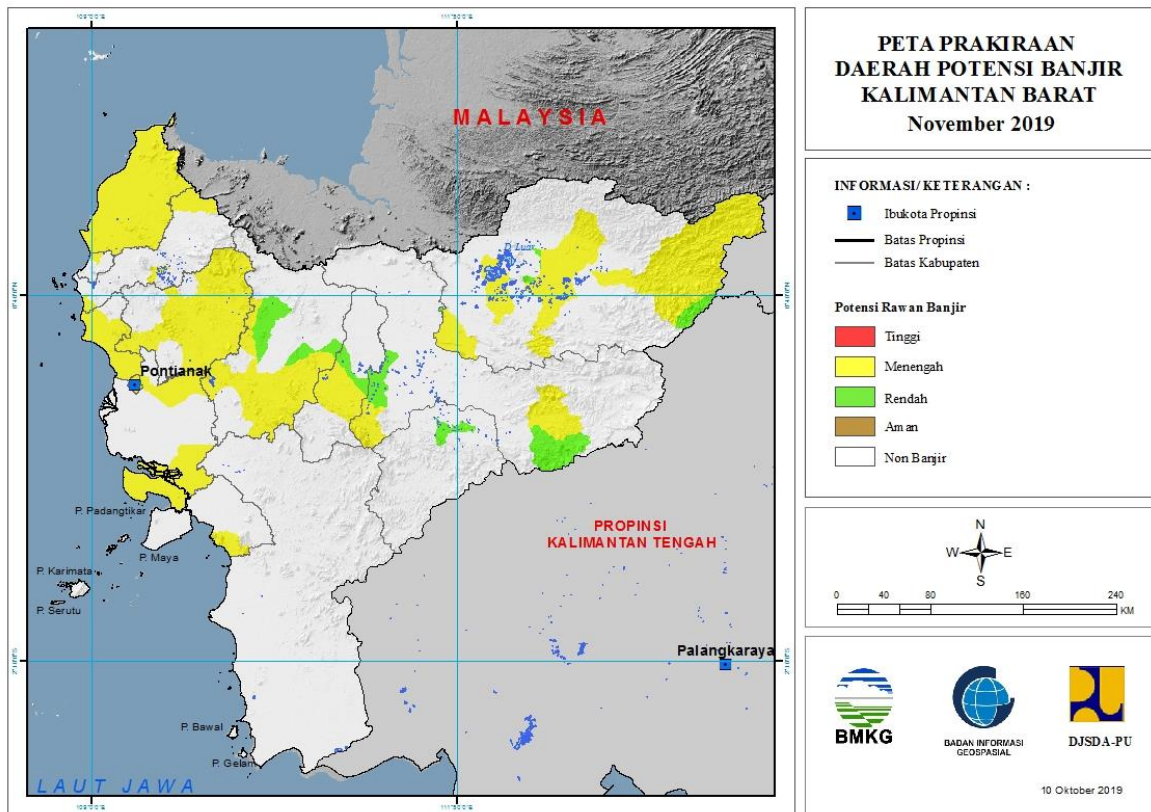 PETA PRAKIRAAN
DAERAH POTENSI BANJIR
KALIMANTAN BARAT
November 2019
INFORMASI/ KETERANGAN :
Ibukota Propinsi
Batas Propinsi
Batas Kabupaten
Potensi Rawan Banjir
Tinggi
Menengah
Rendah
Aman
Non Banjir
N
W E
S
0 40 80 160 240
KM
BMKG
BADAN INFORMASI
GEOSPASIAL
DJSDA-PU
10 Oktober 2019
MALAYSIA
D. Luar
Pontianak
P. Padangtikar
P. Maya
P. Karimata
P. Serutu
PROPINSI
KALIMANTAN TENGAH
Palangkaraya
P. Bawal
P. Gelam
LAUT JAWA